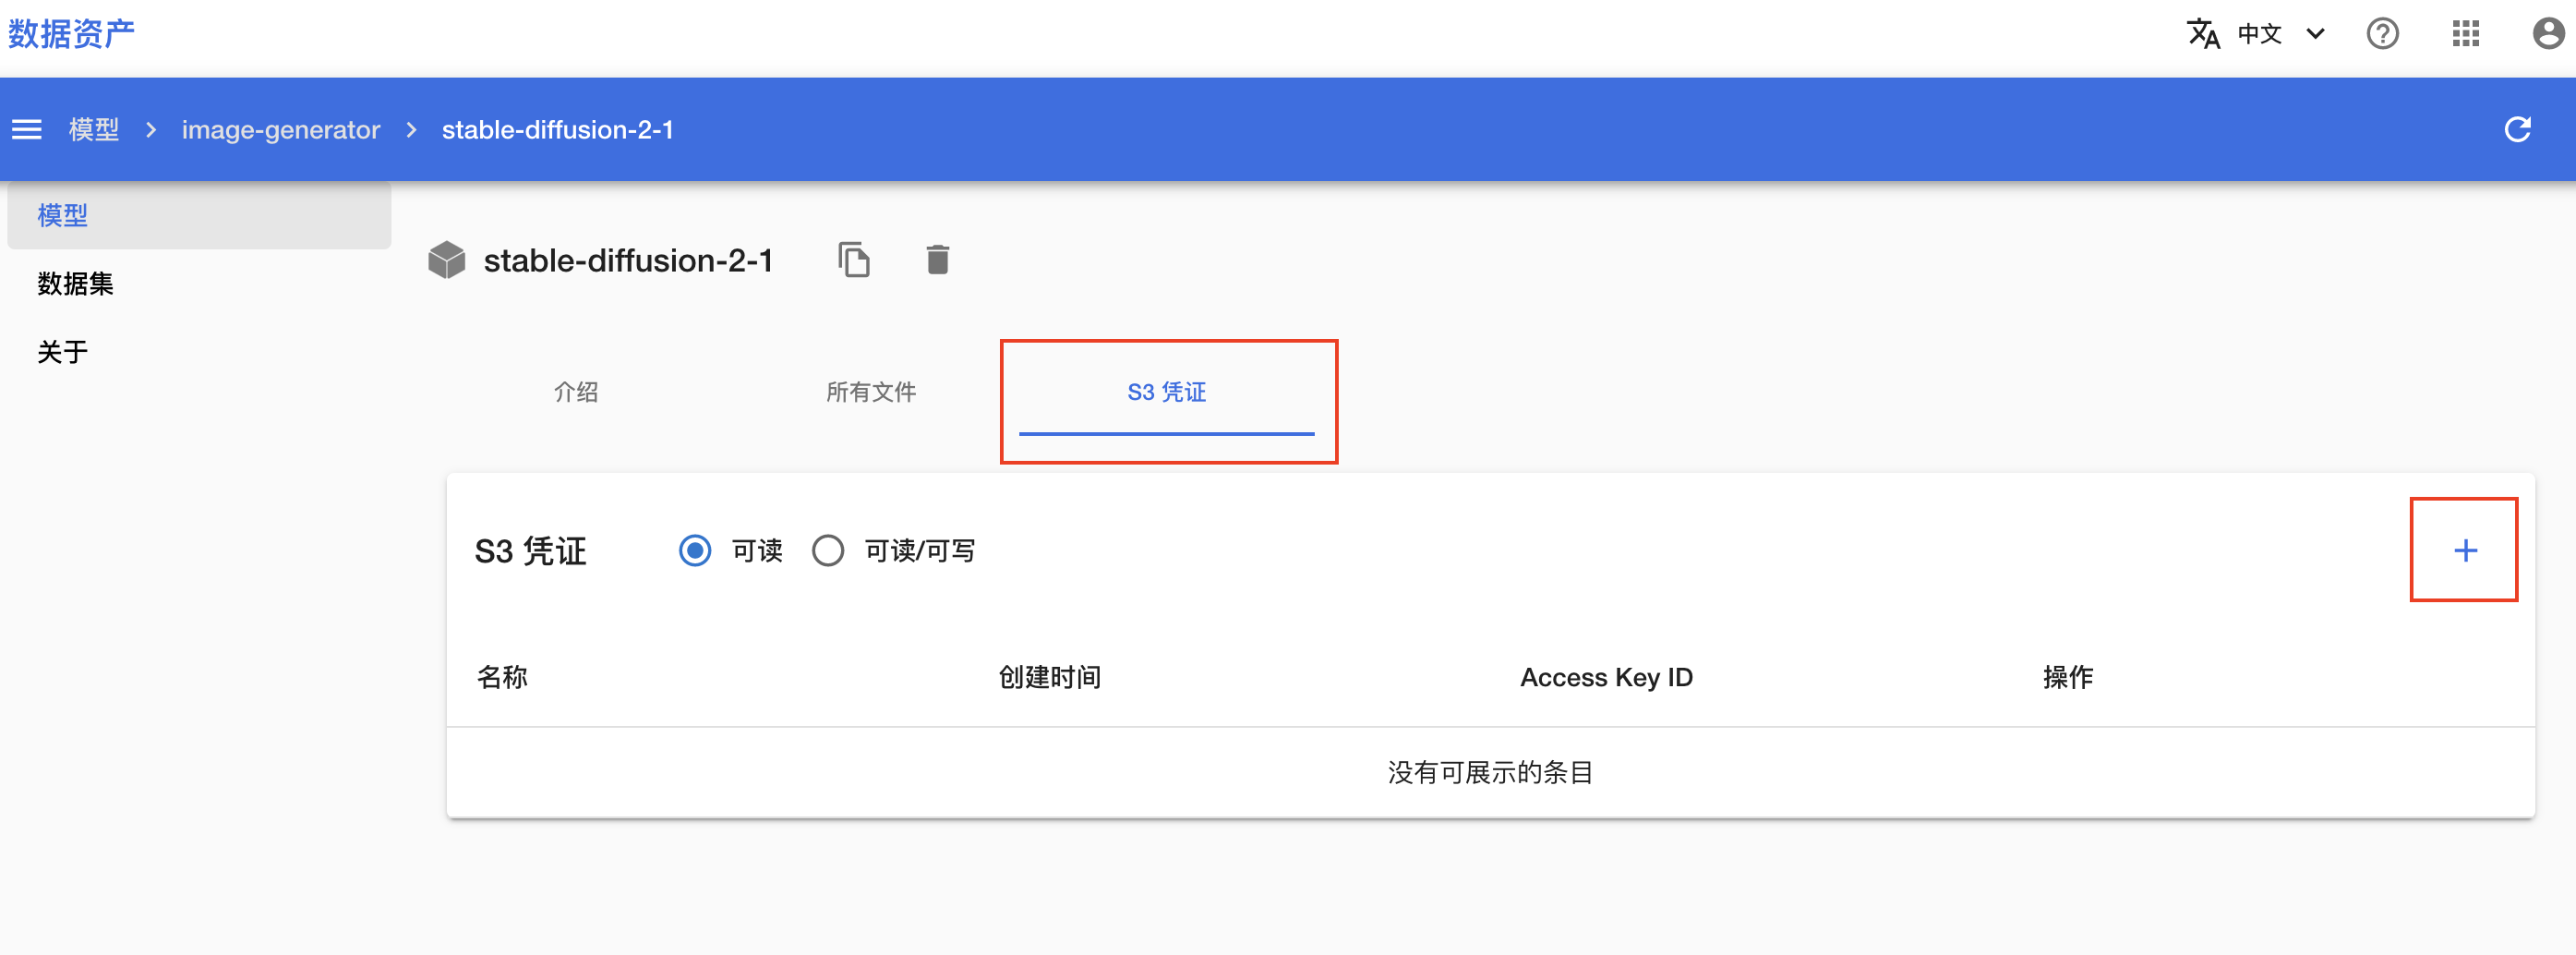 数据资产
中文
模型 > image-generator > stable-diffusion-2-1
模型
数据集
关于
stable-diffusion-2-1
介绍 所有文件 S3 凭证
S3 凭证 可读 可读/可写
名称 创建时间 Access Key ID 操作
没有可展示的条目